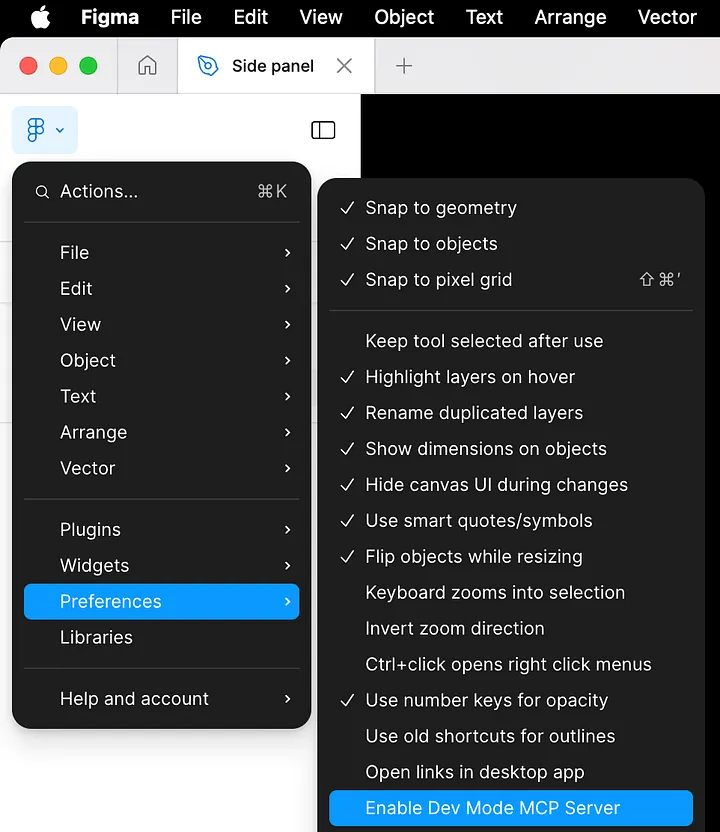 Figma File Edit View Object Text Arrange Vector
Side panel
Actions... ⌘K
File
Edit
View
Object
Text
Arrange
Vector
Plugins
Widgets
Preferences
Libraries
Help and account
Snap to geometry
Snap to objects
Snap to pixel grid ⇧⌘'
Keep tool selected after use
Highlight layers on hover
Rename duplicated layers
Show dimensions on objects
Hide canvas UI during changes
Use smart quotes/symbols
Flip objects while resizing
Keyboard zooms into selection
Invert zoom direction
Ctrl+click opens right click menus
Use number keys for opacity
Use old shortcuts for outlines
Open links in desktop app
Enable Dev Mode MCP Server